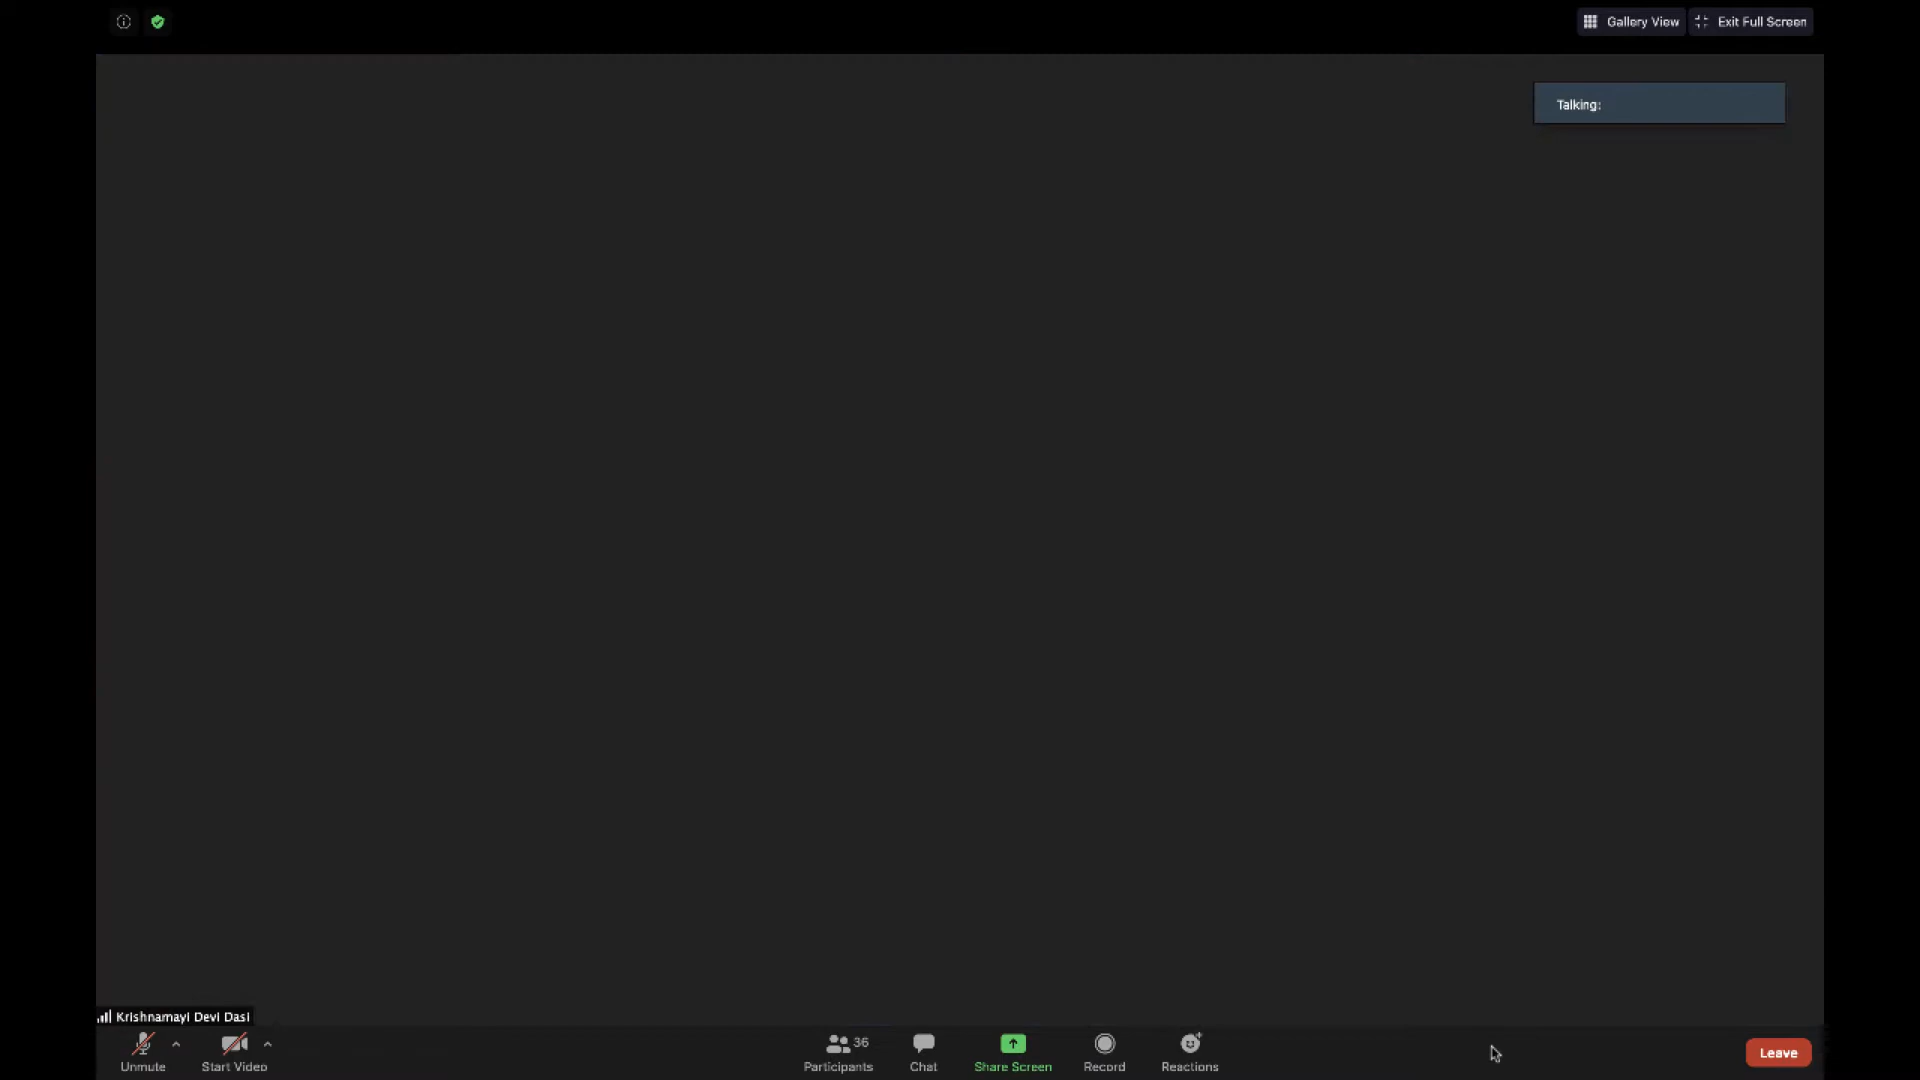 Gallery View
Exit Full Screen
Talking:
Krishnamayi Devi Dasi
Unmute
Start Video
36
Participants
Chat
Share Screen
Record
Reactions
Leave